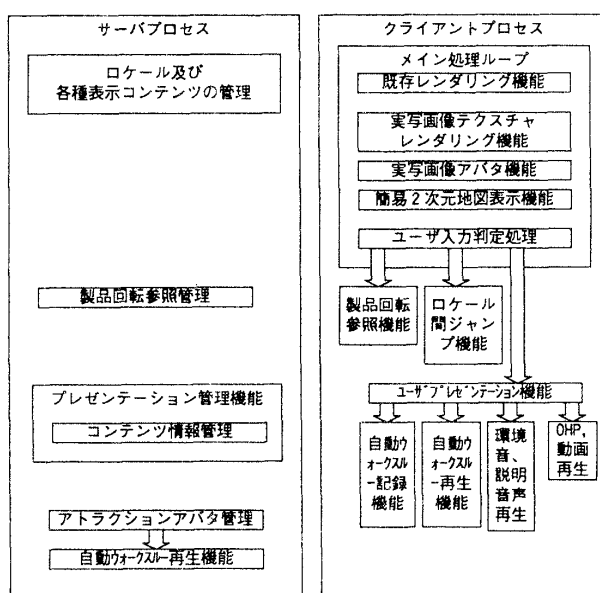 サーバプロセス
ロケール及び
各種表示コンテンツの管理
製品回転参照管理
プレゼンテーション管理機能
コンテンツ情報管理
アトラクションアバタ管理
自動ウォークスルー再生機能
クライアントプロセス
メイン処理ループ
既存レンダリング機能
実写画像テクスチャ
レンダリング機能
実写画像アバタ機能
簡易2次元地図表示機能
ユーザ入力判定処理
製品回転
参照機能
ロケール
間ジャン
プ機能
ユーザプレゼンテーション機能
自動ウ
ォークスル
ー記録
機能
自動ウ
ォークスル
ー再生機
能
環境
音、
説明
音声
再生
OHP,
動画
再生